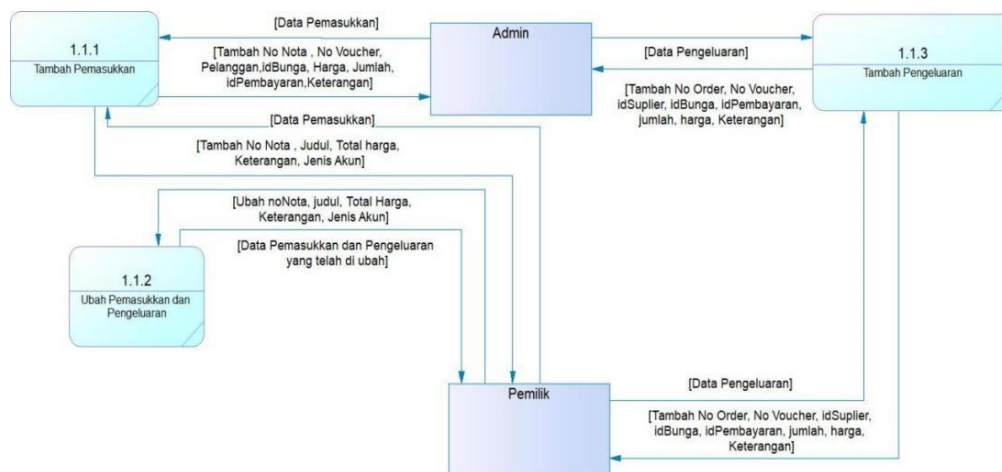 [Data Pemasukkan]
Admin
1.1.1
Tambah Pemasukkan
[Tambah No Nota , No Voucher,
Pelanggan,idBunga, Harga, Jumlah,
idPembayaran,Keterangan]
[Data Pengeluaran]
1.1.3
Tambah Pengeluaran
[Tambah No Order, No Voucher,
idSuplier, idBunga, idPembayaran,
jumlah, harga, Keterangan]
[Data Pemasukkan]
[Tambah No Nota , Judul, Total harga,
Keterangan, Jenis Akun]
[Ubah noNota, judul, Total Harga,
Keterangan, Jenis Akun]
[Data Pemasukkan dan Pengeluaran
yang telah di ubah]
1.1.2
Ubah Pemasukkan dan
Pengeluaran
Pemilik
[Data Pengeluaran]
[Tambah No Order, No Voucher, idSuplier,
idBunga, idPembayaran, jumlah, harga,
Keterangan]